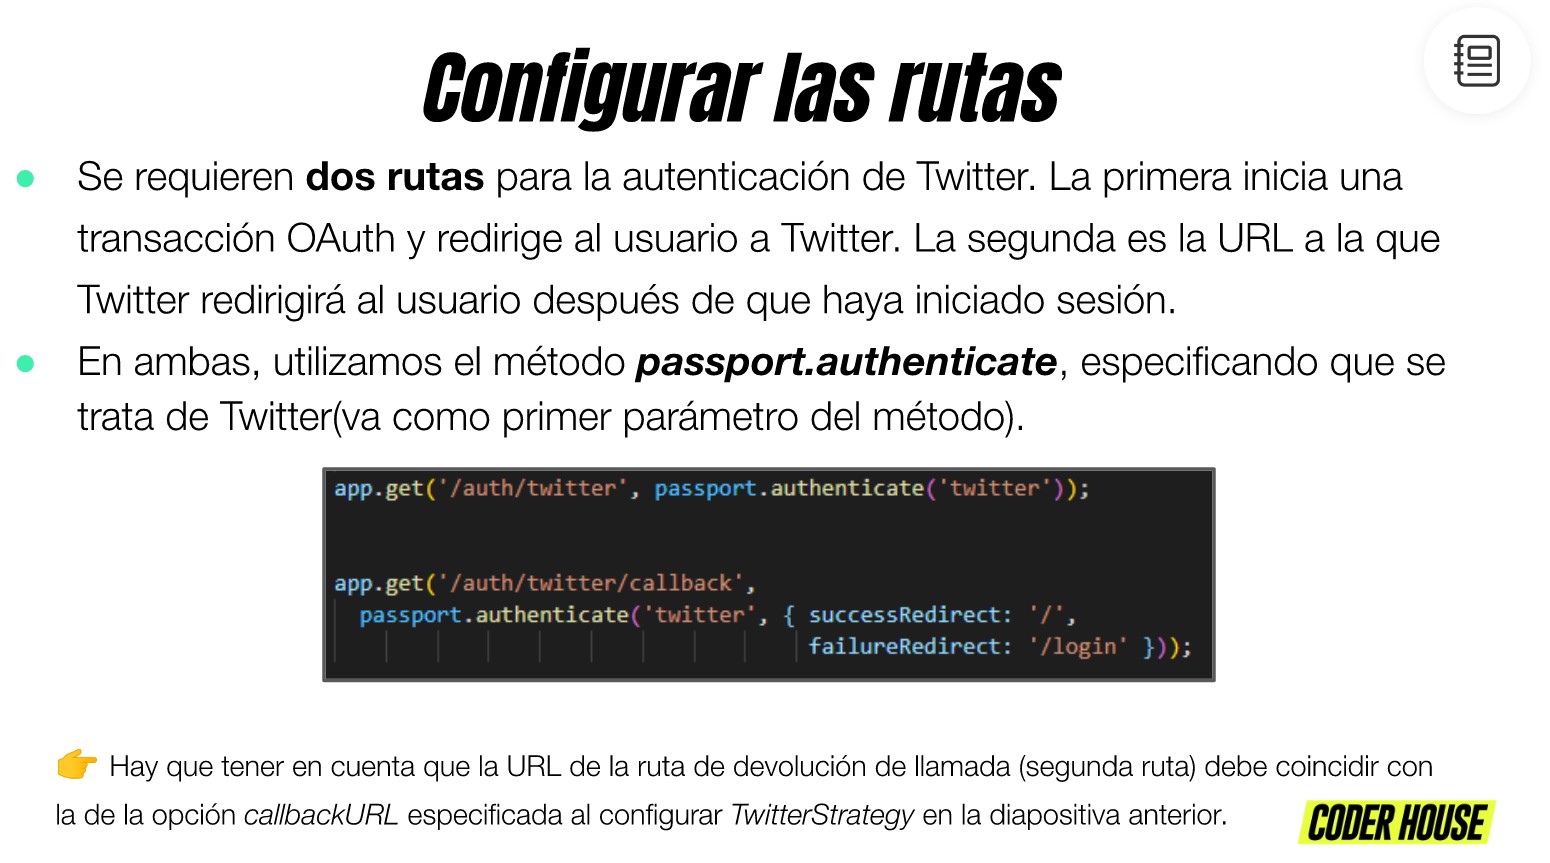 Configurar las rutas
Se requieren dos rutas para la autenticación de Twitter. La primera inicia una
transacción OAuth y redirige al usuario a Twitter. La segunda es la URL a la que
Twitter redirigirá al usuario después de que haya iniciado sesión.
En ambas, utilizamos el método passport.authenticate, especificando que se
trata de Twitter(va como primer parámetro del método).
app.get('/auth/twitter', passport.authenticate('twitter'));
app.get('/auth/twitter/callback',
passport.authenticate('twitter', { successRedirect: '/',
failureRedirect: '/login' }));
👉 Hay que tener en cuenta que la URL de la ruta de devolución de llamada (segunda ruta) debe coincidir con
la de la opción callbackURL especificada al configurar TwitterStrategy en la diapositiva anterior.
CODER HOUSE